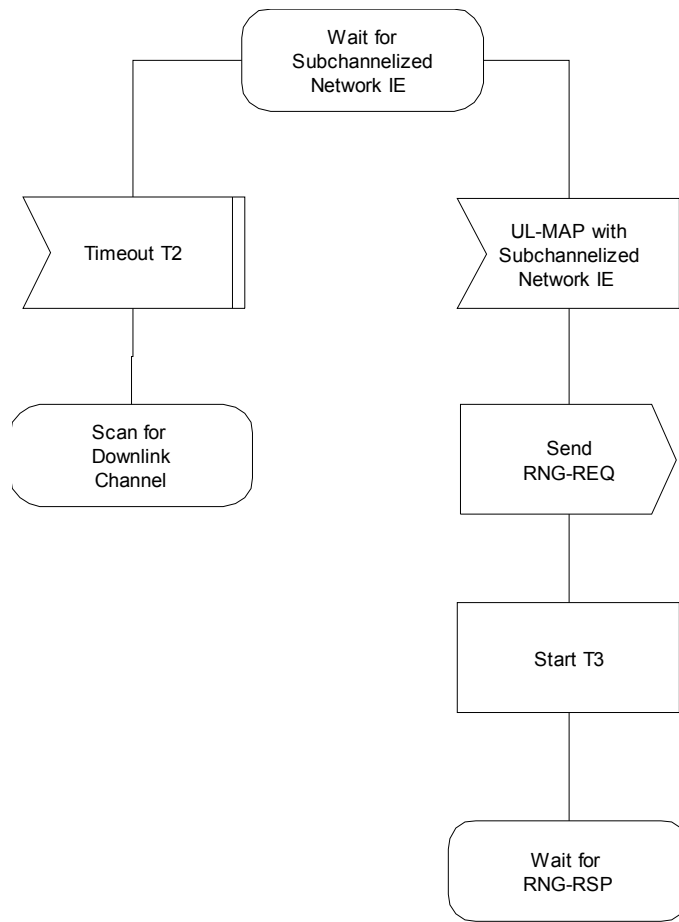 Wait for
Subchannelized
Network IE
Timeout T2
UL-MAP with
Subchannelized
Network IE
Scan for
Downlink
Channel
Send
RNG-REQ
Start T3
Wait for
RNG-RSP